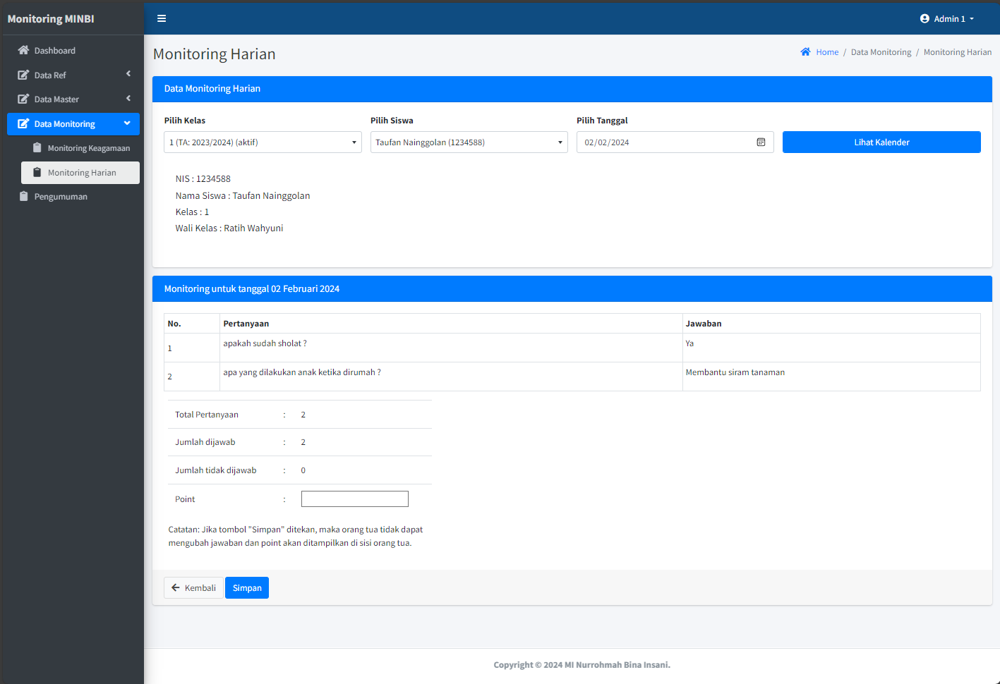 Monitoring MINBI
Admin 1
Dashboard
Data Ref
Data Master
Data Monitoring
Monitoring Keagamaan
Monitoring Harian
Pengumuman
Monitoring Harian
Home / Data Monitoring / Monitoring Harian
Data Monitoring Harian
Pilih Kelas Pilih Siswa Pilih Tanggal
1 (TA: 2023/2024) (aktif) Taufan Nainggolan (1234588) 02/02/2024 Lihat Kalender
NIS : 1234588
Nama Siswa : Taufan Nainggolan
Kelas : 1
Wali Kelas : Ratih Wahyuni
Monitoring untuk tanggal 02 Februari 2024
No. Pertanyaan Jawaban
1 apakah sudah sholat ? Ya
2 apa yang dilakukan anak ketika dirumah ? Membantu siram tanaman
Total Pertanyaan : 2
Jumlah dijawab : 2
Jumlah tidak dijawab : 0
Point :
Catatan: Jika tombol "Simpan" ditekan, maka orang tua tidak dapat
mengubah jawaban dan point akan ditampilkan di sisi orang tua.
Kembali Simpan
Copyright © 2024 MI Nurrohmah Bina Insani.